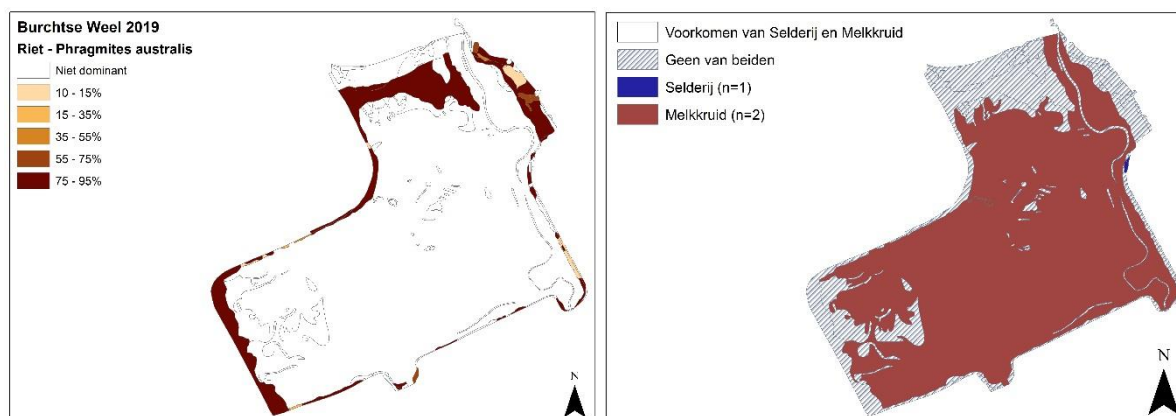 Burchtse Weel 2019
Riet - Phragmites australis
Niet dominant
10 - 15%
15 - 35%
35 - 55%
55 - 75%
75 - 95%
N
Voorkomen van Selderij en Melkkruid
Geen van beiden
Selderij (n=1)
Melkkruid (n=2)
N